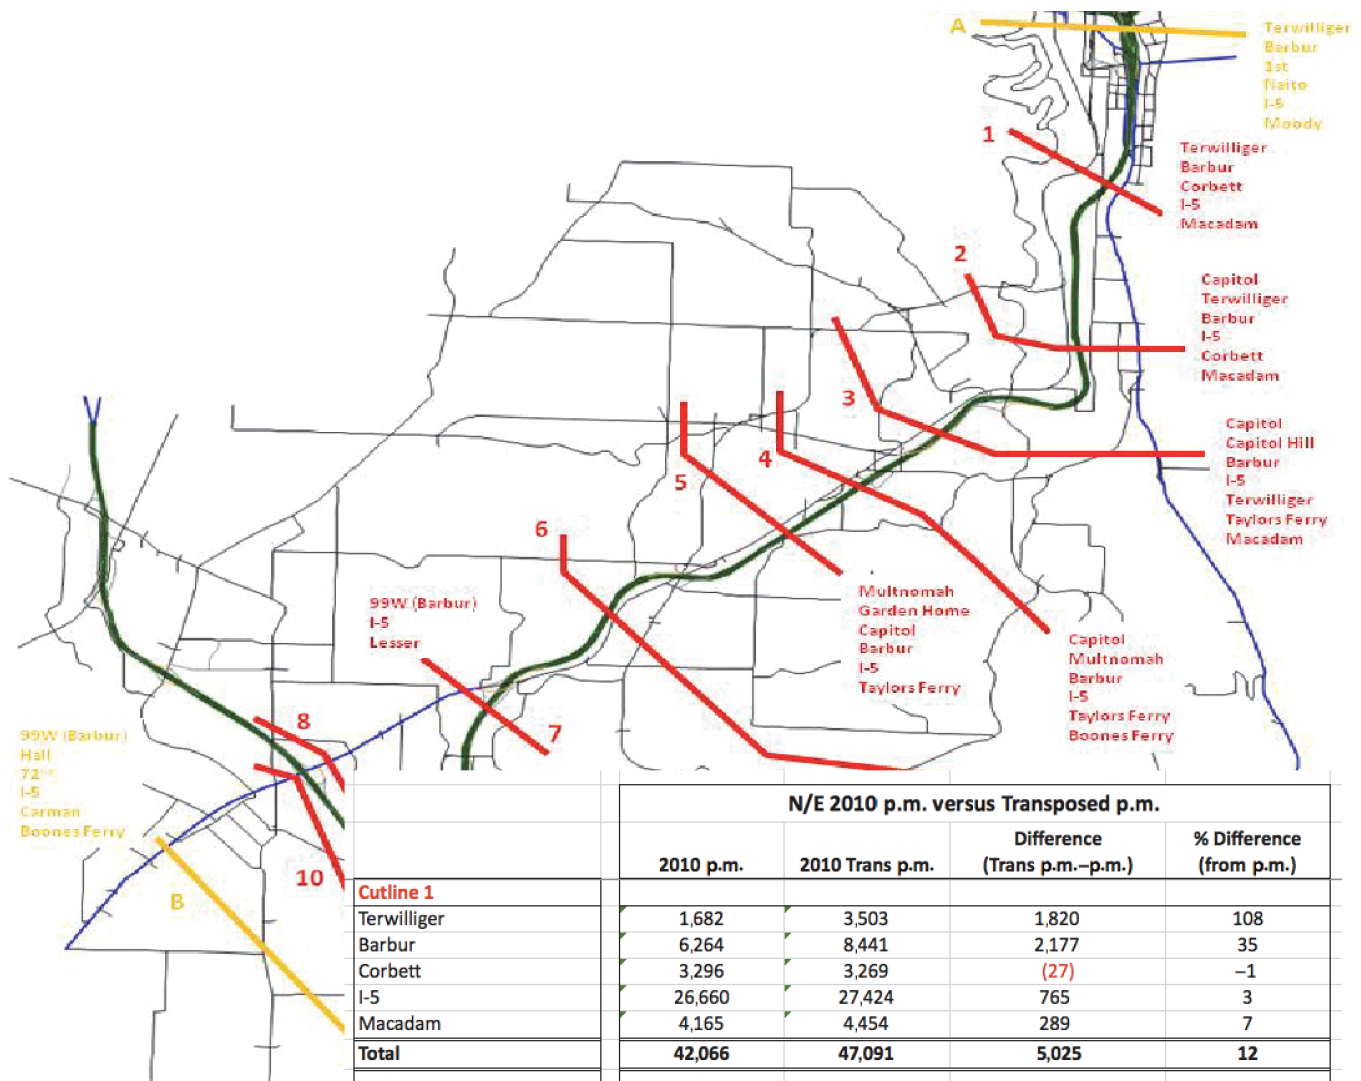 A
Terwilliger
Barbur
1st
Naito
I-5
Moody
1
Terwilliger
Barbur
Corbett
I-5
Macadam
2
Capitol
Terwilliger
Barbur
I-5
Corbett
Macadam
3
Capitol
Capitol Hill
Barbur
I-5
Terwilliger
Taylors Ferry
Macadam
4
5
6
Multnomah
Garden Home
Capitol
Barbur
I-5
Taylors Ferry
99W (Barbur)
I-5
Lesser
Capitol
Multnomah
Barbur
I-5
Taylors Ferry
Boones Ferry
7
8
99W (Barbur)
Hall
72nd
I-5
Carman
Boones Ferry
10
B
N/E 2010 p.m. versus Transposed p.m.
Difference % Difference
2010 p.m. 2010 Trans p.m. (Trans p.m.–p.m.) (from p.m.)
Cutline 1
Terwilliger 1,682 3,503 1,820 108
Barbur 6,264 8,441 2,177 35
Corbett 3,296 3,269 (27) –1
I-5 26,660 27,424 765 3
Macadam 4,165 4,454 289 7
Total 42,066 47,091 5,025 12